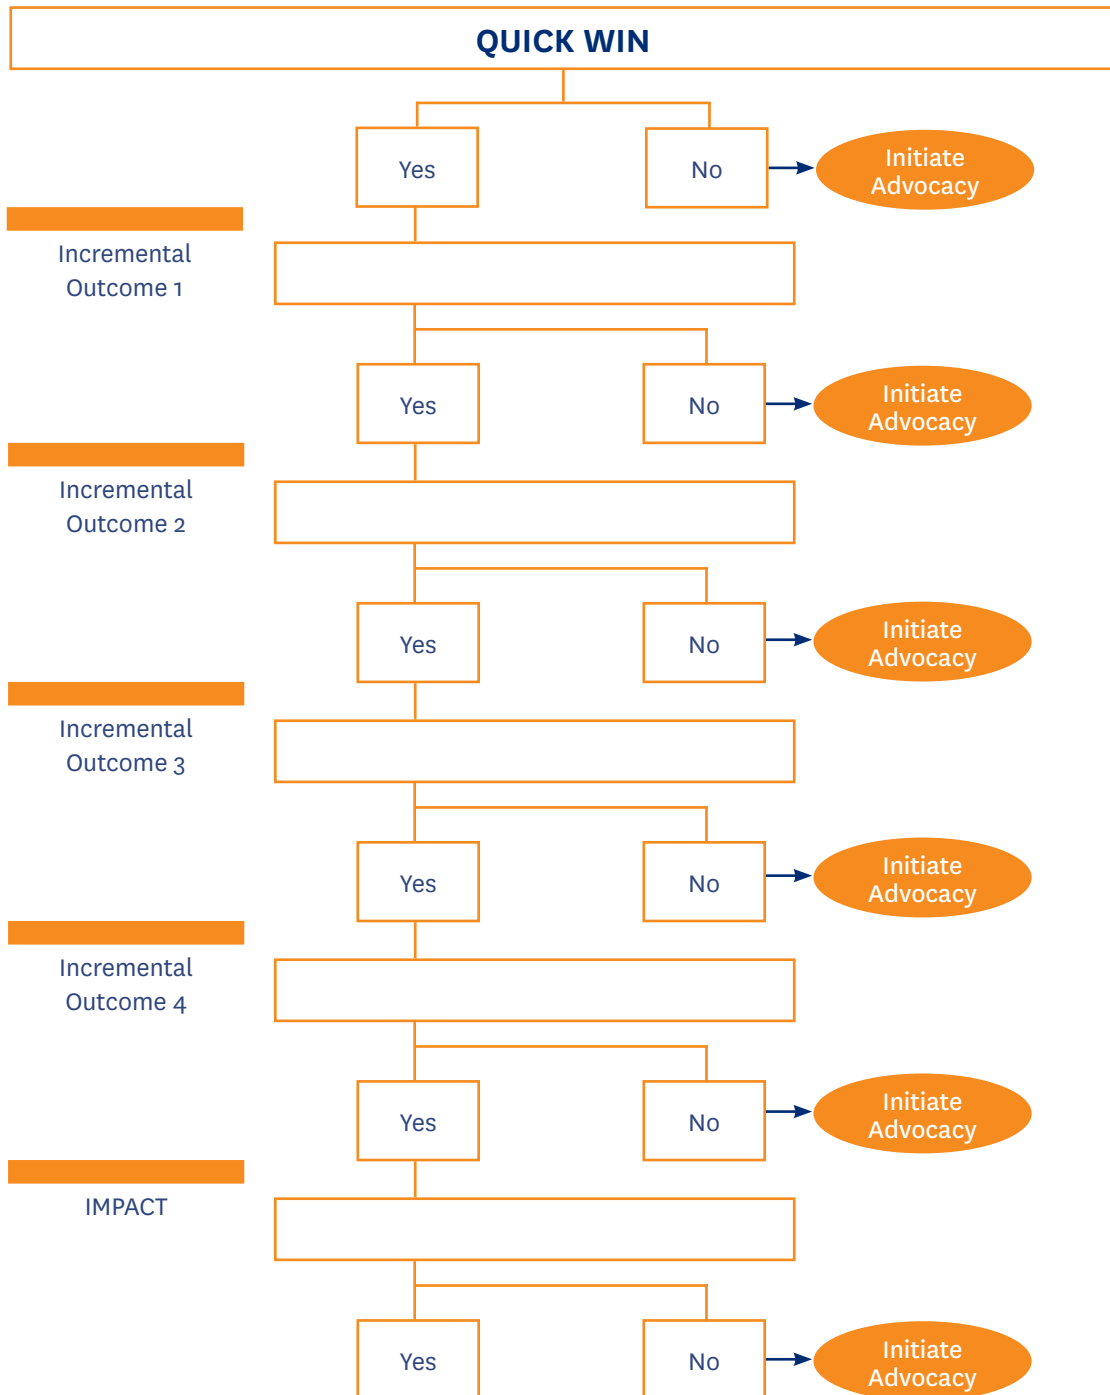 QUICK WIN
Yes
No
Initiate
Advocacy
Incremental
Outcome 1
Yes
No
Initiate
Advocacy
Incremental
Outcome 2
Yes
No
Initiate
Advocacy
Incremental
Outcome 3
Yes
No
Initiate
Advocacy
Incremental
Outcome 4
Yes
No
Initiate
Advocacy
IMPACT
Yes
No
Initiate
Advocacy